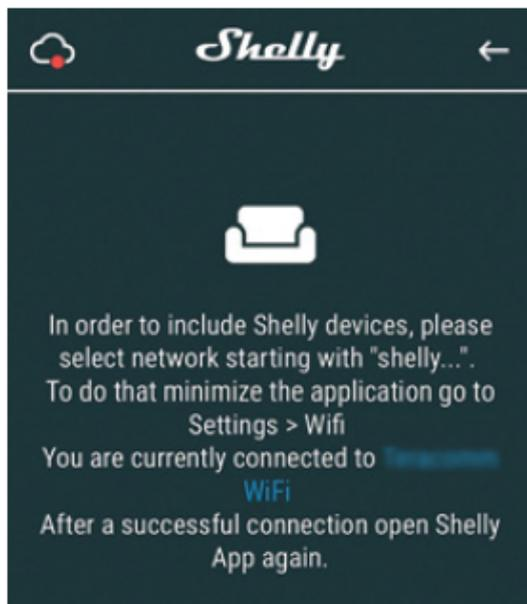 Shelly
In order to include Shelly devices, please
select network starting with "shelly...".
To do that minimize the application go to
Settings > Wifi
You are currently connected to
WiFi
After a successful connection open Shelly
App again.